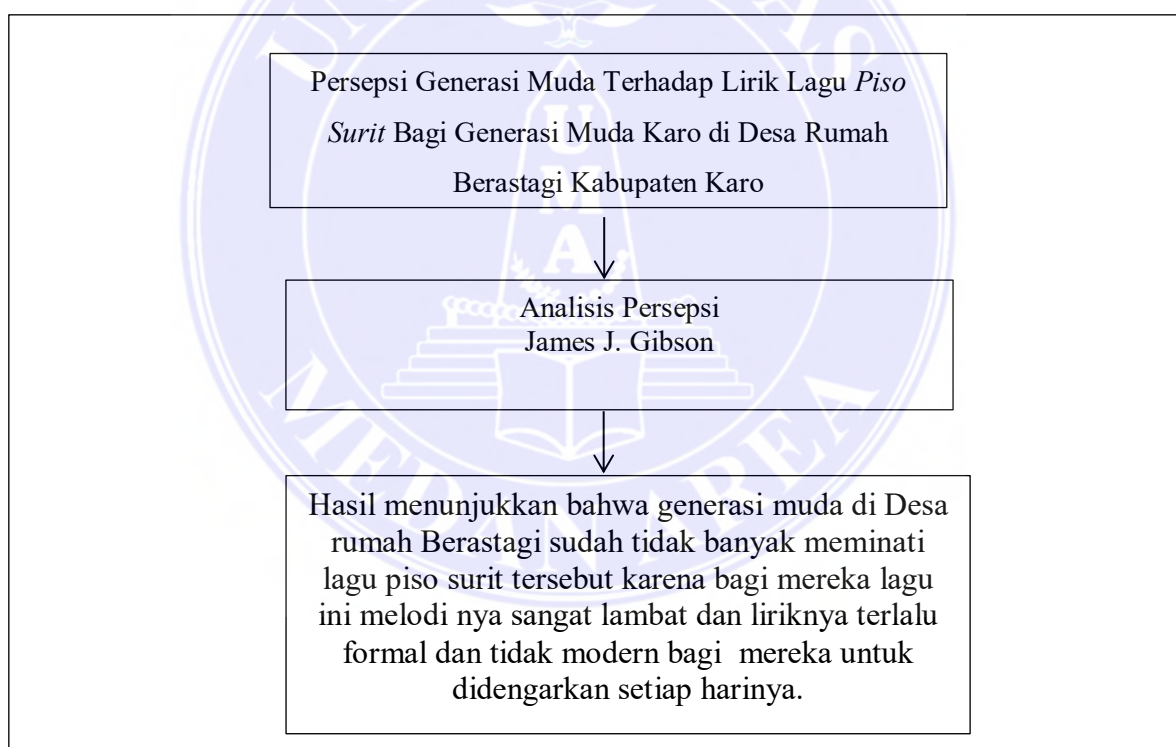 Persepsi Generasi Muda Terhadap Lirik Lagu Piso
Surit Bagi Generasi Muda Karo di Desa Rumah
Berastagi Kabupaten Karo
Analisis Persepsi
James J. Gibson
Hasil menunjukkan bahwa generasi muda di Desa
rumah Berastagi sudah tidak banyak meminati
lagu piso surit tersebut karena bagi mereka lagu
ini melodi nya sangat lambat dan liriknya terlalu
formal dan tidak modern bagi  mereka untuk
didengarkan setiap harinya.
UMA
MEDAN AREA